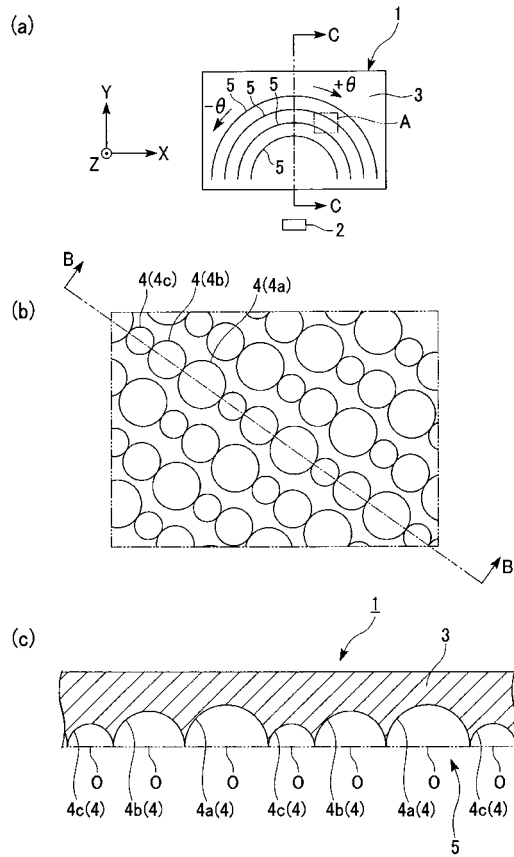 (a)
C
1
Y
Z
X
5
5
5
-θ
+θ
3
A
5
C
2
(b)
B
4(4c)
4(4b)
4(4a)
B
(c)
1
3
O O O O O O O
4c(4) 4b(4) 4a(4) 4c(4) 4b(4) 4a(4) 4c(4)
5